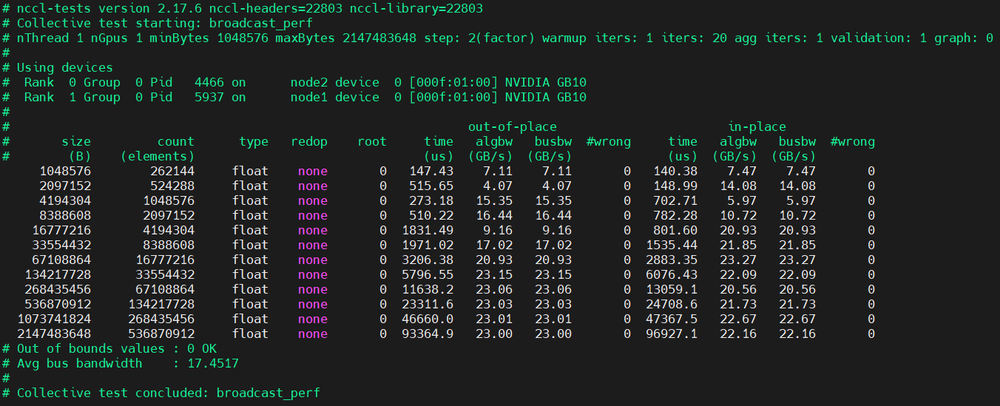 # nccl-tests version 2.17.6 nccl-headers=22803 nccl-library=22803
# Collective test starting: broadcast_perf
# nThread 1 nGpus 1 minBytes 1048576 maxBytes 2147483648 step: 2(factor) warmup iters: 1 iters: 20 agg iters: 1 validation: 1 graph: 0
#
# Using devices
#  Rank  0 Group  0 Pid   4466 on      node2 device  0 [000f:01:00] NVIDIA GB10
#  Rank  1 Group  0 Pid   5937 on      node1 device  0 [000f:01:00] NVIDIA GB10
#
#                                                              out-of-place                       in-place
#       size         count      type   redop    root     time   algbw   busbw  #wrong     time   algbw   busbw  #wrong
#        (B)    (elements)                               (us)  (GB/s)  (GB/s)             (us)  (GB/s)  (GB/s)
     1048576        262144     float    none       0   147.43    7.11    7.11       0   140.38    7.47    7.47       0
     2097152        524288     float    none       0   515.65    4.07    4.07       0   148.99   14.08   14.08       0
     4194304       1048576     float    none       0   273.18   15.35   15.35       0   702.71    5.97    5.97       0
     8388608       2097152     float    none       0   510.22   16.44   16.44       0   782.28   10.72   10.72       0
    16777216       4194304     float    none       0  1831.49    9.16    9.16       0   801.60   20.93   20.93       0
    33554432       8388608     float    none       0  1971.02   17.02   17.02       0  1535.44   21.85   21.85       0
    67108864      16777216     float    none       0  3206.38   20.93   20.93       0  2883.35   23.27   23.27       0
   134217728      33554432     float    none       0  5796.55   23.15   23.15       0  6076.43   22.09   22.09       0
   268435456      67108864     float    none       0  11638.2   23.06   23.06       0  13059.1   20.56   20.56       0
   536870912     134217728     float    none       0  23311.6   23.03   23.03       0  24708.6   21.73   21.73       0
  1073741824     268435456     float    none       0  46660.0   23.01   23.01       0  47367.5   22.67   22.67       0
  2147483648     536870912     float    none       0  93364.9   23.00   23.00       0  96927.1   22.16   22.16       0
# Out of bounds values : 0 OK
# Avg bus bandwidth    : 17.4517
#
# Collective test concluded: broadcast_perf